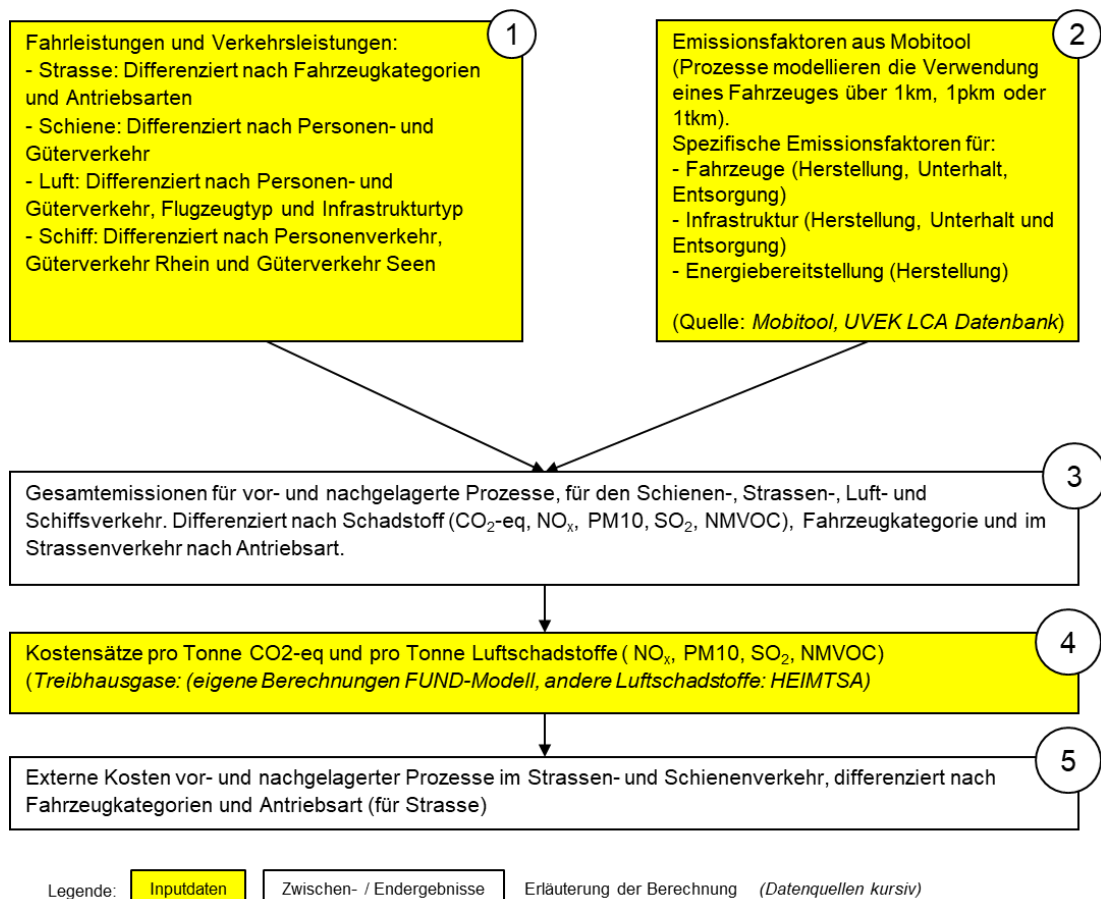 1
Fahrleistungen und Verkehrsleistungen:
- Strasse: Differenziert nach Fahrzeugkategorien
und Antriebsarten
- Schiene: Differenziert nach Personen- und
Güterverkehr
- Luft: Differenziert nach Personen- und
Güterverkehr, Flugzeugtyp und Infrastrukturtyp
- Schiff: Differenziert nach Personenverkehr,
Güterverkehr Rhein und Güterverkehr Seen
2
Emissionsfaktoren aus Mobitool
(Prozesse modellieren die Verwendung
eines Fahrzeuges über 1km, 1pkm oder
1tkm).
Spezifische Emissionsfaktoren für:
- Fahrzeuge (Herstellung, Unterhalt,
Entsorgung)
- Infrastruktur (Herstellung, Unterhalt und
Entsorgung)
- Energiebereitstellung (Herstellung)
(Quelle: Mobitool, UVEK LCA Datenbank)
3
Gesamtemissionen für vor- und nachgelagerte Prozesse, für den Schienen-, Strassen-, Luft- und
Schiffsverkehr. Differenziert nach Schadstoff (CO₂-eq, NOₓ, PM10, SO₂, NMVOC), Fahrzeugkategorie und im
Strassenverkehr nach Antriebsart.
4
Kostensätze pro Tonne CO2-eq und pro Tonne Luftschadstoffe ( NOₓ, PM10, SO₂, NMVOC)
(Treibhausgase: (eigene Berechnungen FUND-Modell, andere Luftschadstoffe: HEIMTSA)
5
Externe Kosten vor- und nachgelagerter Prozesse im Strassen- und Schienenverkehr, differenziert nach
Fahrzeugkategorien und Antriebsart (für Strasse)
Legende: Inputdaten Zwischen- / Endergebnisse Erläuterung der Berechnung (Datenquellen kursiv)